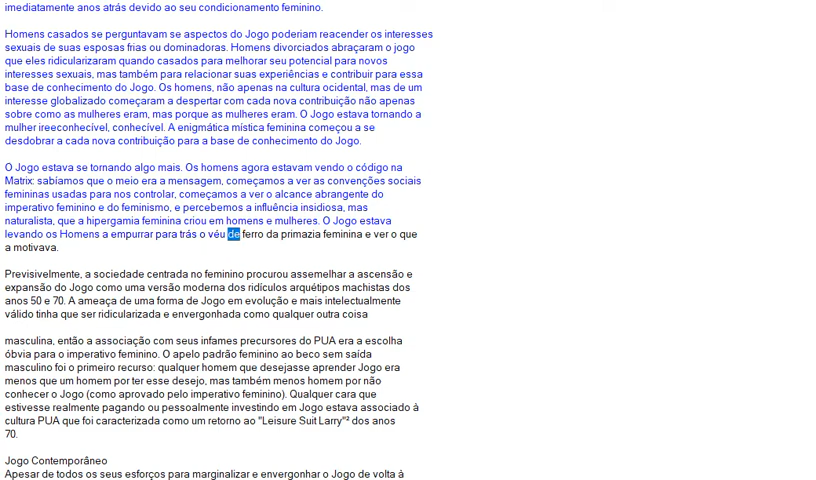 imediatamente anos atrás devido ao seu condicionamento feminino.
Homens casados se perguntavam se aspectos do Jogo poderiam reacender os interesses
sexuais de suas esposas frias ou dominadoras. Homens divorciados abraçaram o jogo
que eles ridicularizaram quando casados para melhorar seu potencial para novos
interesses sexuais, mas também para relacionar suas experiências e contribuir para essa
base de conhecimento do Jogo. Os homens, não apenas na cultura ocidental, mas de um
interesse globalizado começaram a despertar com cada nova contribuição não apenas
sobre como as mulheres eram, mas porque as mulheres eram. O Jogo estava tornando a
mulher ireeconhecível, conhecível. A enigmática mística feminina começou a se
desdobrar a cada nova contribuição para a base de conhecimento do Jogo.
O Jogo estava se tornando algo mais. Os homens agora estavam vendo o código na
Matrix: sabíamos que o meio era a mensagem, começamos a ver as convenções sociais
femininas usadas para nos controlar, começamos a ver o alcance abrangente do
imperativo feminino e do feminismo, e percebemos a influência insidiosa, mas
naturalista, que a hipergamia feminina criou em homens e mulheres. O Jogo estava
levando os Homens a empurrar para trás o véu de ferro da primazia feminina e ver o que
a motivava.
Previsivelmente, a sociedade centrada no feminino procurou assemelhar a ascensão e
expansão do Jogo como uma versão moderna dos ridículos arquétipos machistas dos
anos 50 e 70. A ameaça de uma forma de Jogo em evolução e mais intelectualmente
válido tinha que ser ridicularizada e envergonhada como qualquer outra coisa
masculina, então a associação com seus infames precursores do PUA era a escolha
óbvia para o imperativo feminino. O apelo padrão feminino ao beco sem saída
masculino foi o primeiro recurso: qualquer homem que desejasse aprender Jogo era
menos que um homem por ter esse desejo, mas também menos homem por não
conhecer o Jogo (como aprovado pelo imperativo feminino). Qualquer cara que
estivesse realmente pagando ou pessoalmente investindo em Jogo estava associado à
cultura PUA que foi caracterizada como um retorno ao "Leisure Suit Larry"² dos anos
70.
Jogo Contemporâneo
Apesar de todos os seus esforços para marginalizar e envergonhar o Jogo de volta à